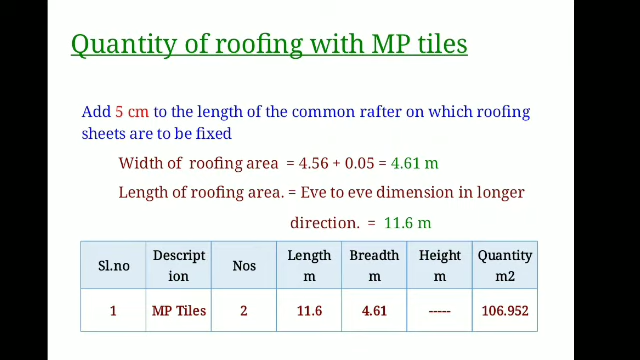 Quantity of roofing with MP tiles
Add 5 cm to the length of the common rafter on which roofing
sheets are to be fixed
Width of roofing area = 4.56 + 0.05 = 4.61 m
Length of roofing area. = Eve to eve dimension in longer
direction. = 11.6 m
Sl.no Descript ion Nos Length m Breadth m Height m Quantity m2
1 MP Tiles 2 11.6 4.61 ----- 106.952